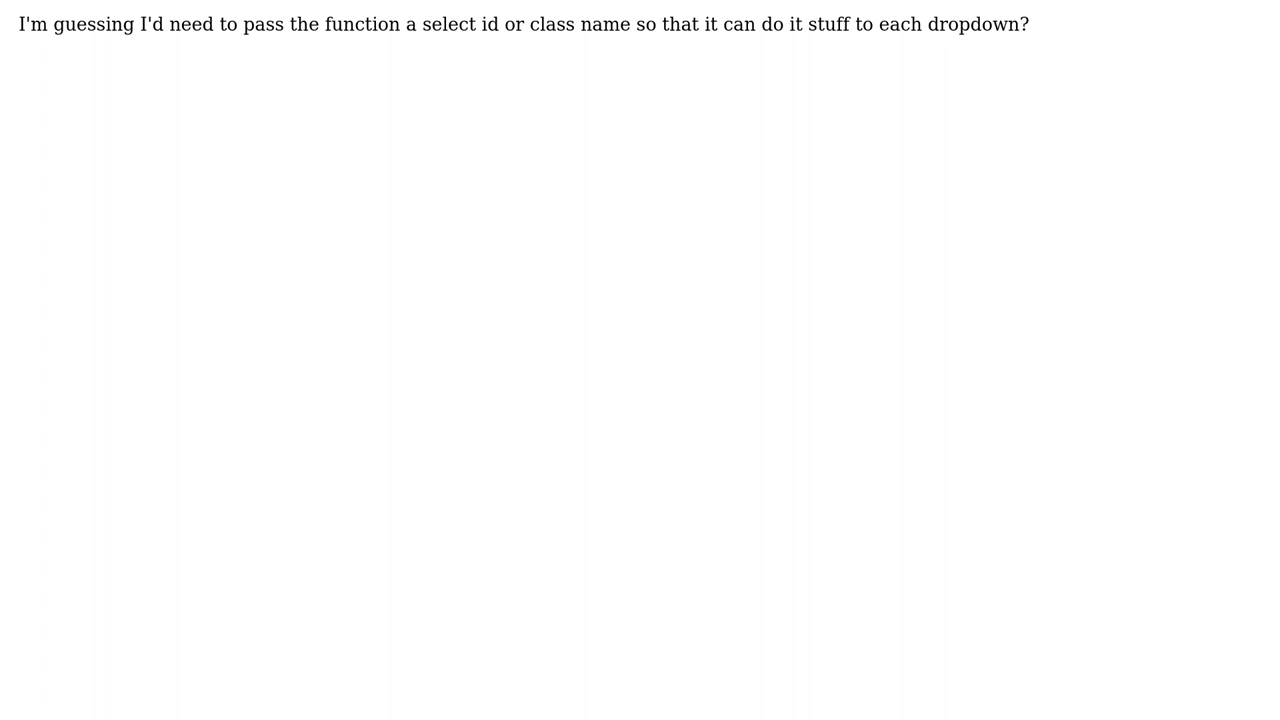 I'm guessing I'd need to pass the function a select id or class name so that it can do it stuff to each dropdown?